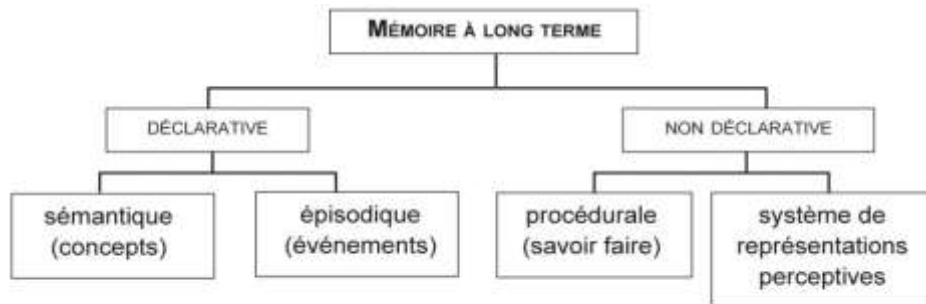 MÉMOIRE À LONG TERME
DÉCLARATIVE
NON DÉCLARATIVE
sémantique
(concepts)
épisodique
(événements)
procédurale
(savoir faire)
système de
représentations
perceptives